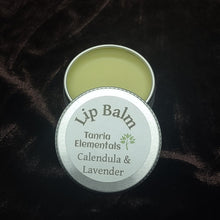 Lip Balm
Tanria
Elementals
Calendula &
Lavender